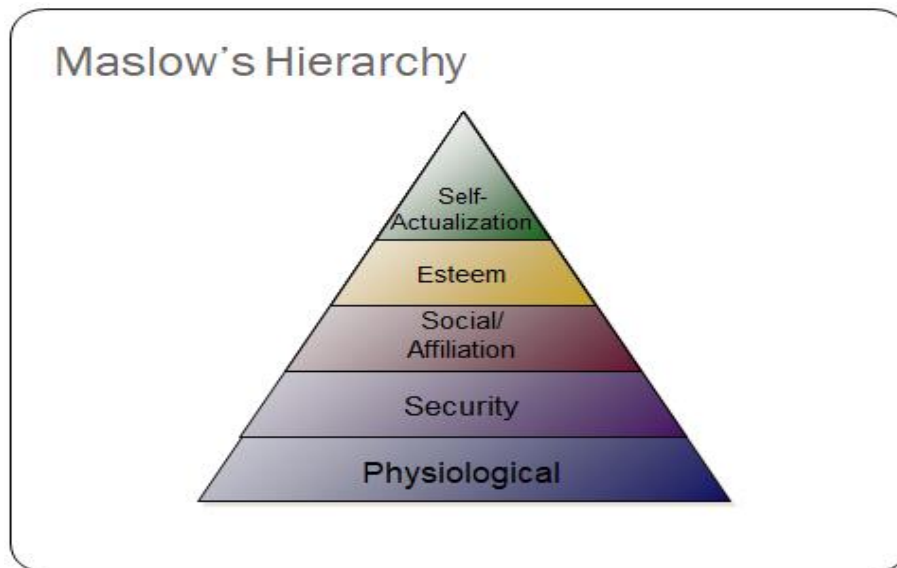 Maslow's Hierarchy
Self-
Actualization
Esteem
Social/
Affiliation
Security
Physiological